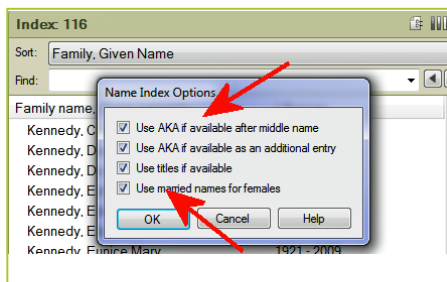 Index: 116
Sort: Family, Given Name
Find:
Name Index Options
Family name,
Use AKA if available after middle name
Kennedy, C
Use AKA if available as an additional entry
Kennedy, D
Use titles if available
Kennedy, D
Use married names for females
Kennedy, E
Kennedy, E
OK Cancel Help
Kennedy, E
Kennedy, Eunice Mary 1921 - 2009